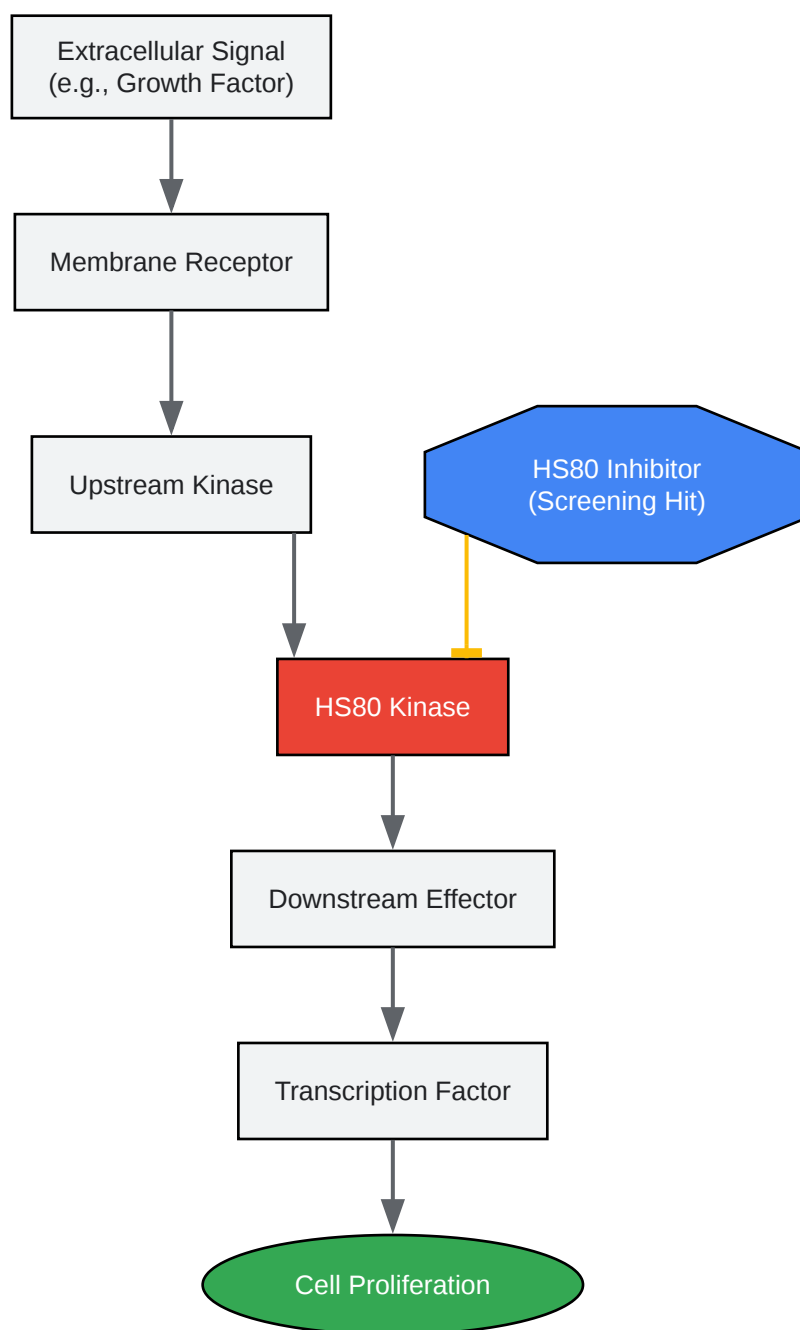 Extracellular Signal
(e.g., Growth Factor)
Membrane Receptor
Upstream Kinase
HS80 Inhibitor
(Screening Hit)
HS80 Kinase
Downstream Effector
Transcription Factor
Cell Proliferation